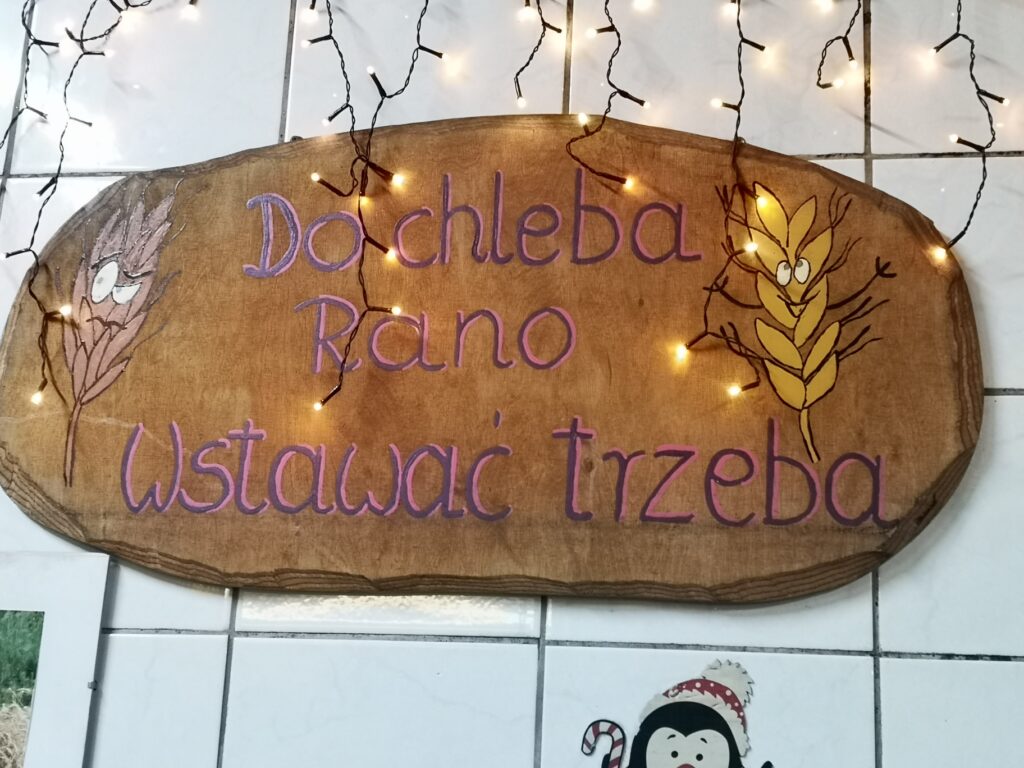 Do chleba
Rano
Wstawać trzeba